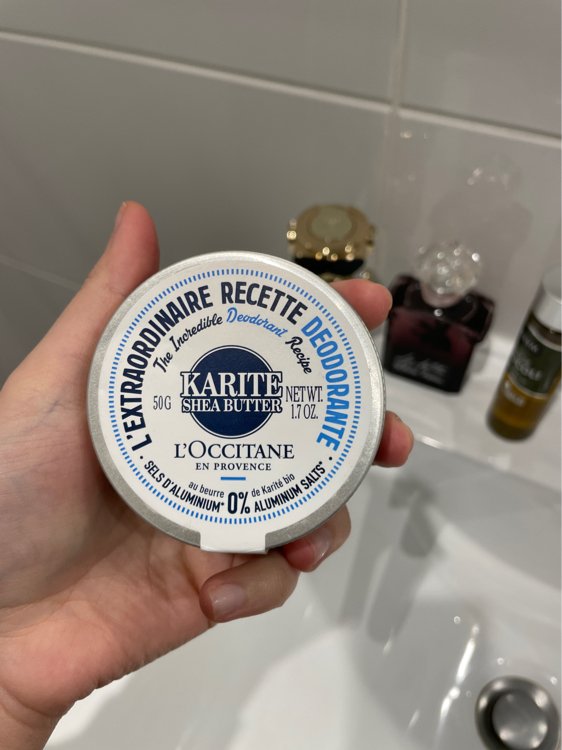 L'EXTRAORDINAIRE RECETTE DÉODORANTE
The Incredible Deodorant Recipe
50G
KARITE
SHEA BUTTER
NET WT.
1.7 OZ.
L'OCCITANE
EN PROVENCE
au beurre de Karité bio
· SELS D'ALUMINIUM* 0% ALUMINUM SALTS* ·